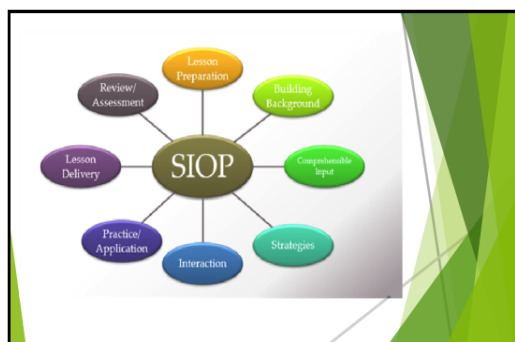 Lesson
Preparation
Building
Background
Comprehensible
Input
Strategies
Interaction
Practice/
Application
Lesson
Delivery
Review/
Assessment
SIOP